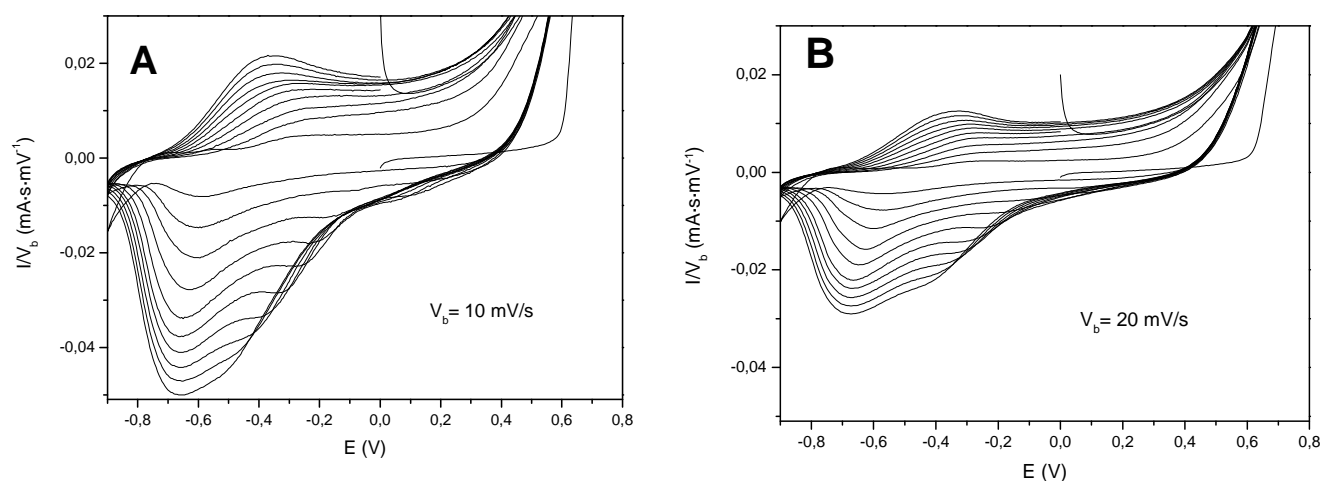 A
0,02
0,00
-0,02
-0,04
I/V_b (mA·s·mV⁻¹)
V_b= 10 mV/s
-0,8 -0,6 -0,4 -0,2 0,0 0,2 0,4 0,6 0,8
E (V)
B
0,02
0,00
-0,02
-0,04
I/V_b (mA·s·mV⁻¹)
V_b= 20 mV/s
-0,8 -0,6 -0,4 -0,2 0,0 0,2 0,4 0,6 0,8
E (V)